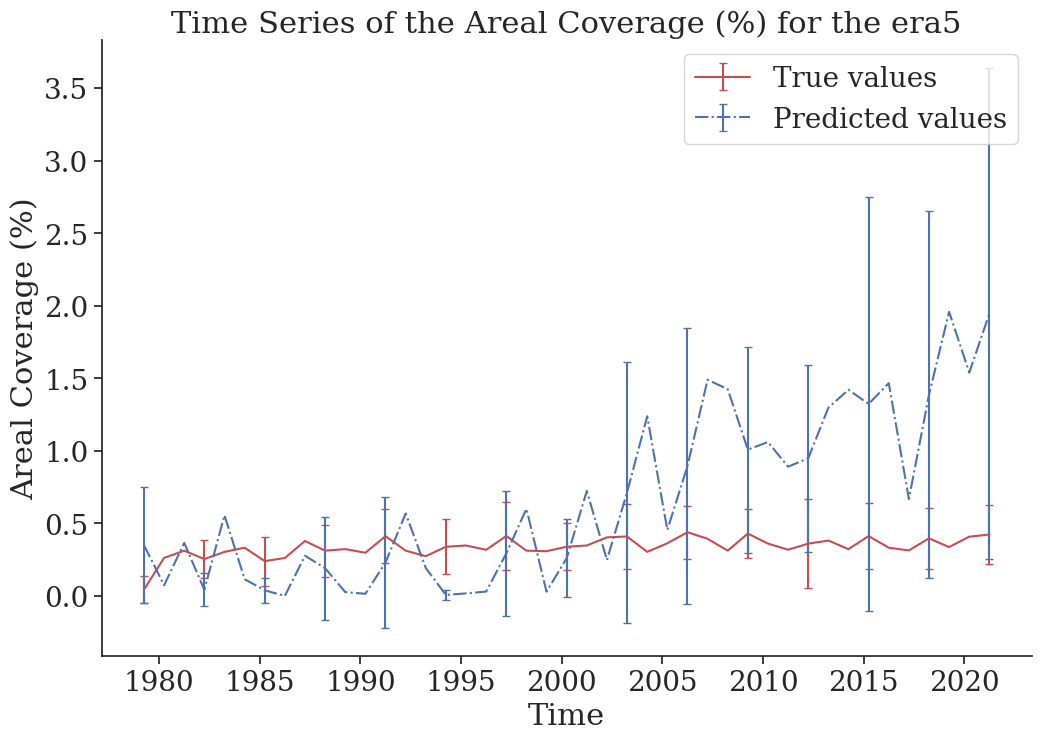 Time Series of the Areal Coverage (%) for the era5
True values
Predicted values
Areal Coverage (%)
3.5
3.0
2.5
2.0
1.5
1.0
0.5
0.0
1980 1985 1990 1995 2000 2005 2010 2015 2020
Time